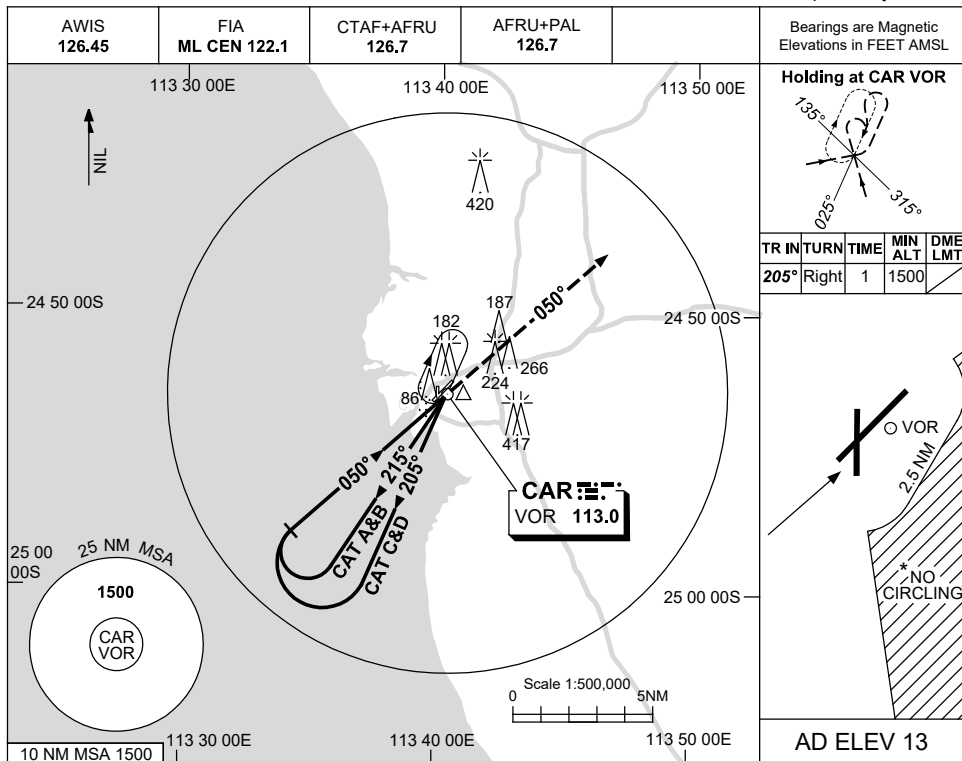 AWIS
126.45
FIA
ML CEN 122.1
CTAF+AFRU
126.7
AFRU+PAL
126.7
Bearings are Magnetic
Elevations in FEET AMSL
113 30 00E
113 40 00E
113 50 00E
NIL
420
24 50 00S
24 50 00S
187
182
050°
266
224
86
417
050°
215°
205°
CAT A&B
CAT C&D
CAR
VOR 113.0
25 00
00S
25 00 00S
25 NM MSA
1500
CAR
VOR
Scale 1:500,000
0 5NM
10 NM MSA 1500
113 30 00E
113 40 00E
113 50 00E
Holding at CAR VOR
135°
025°
315°
TR IN TURN TIME MIN ALT DME LMT
205° Right 1 1500
VOR
2.5 NM
*NO
CIRCLING
AD ELEV 13